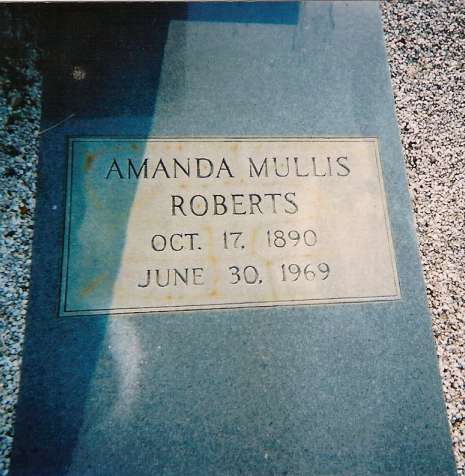 AMANDA MULLIS
ROBERTS
OCT. 17, 1890
JUNE 30, 1969